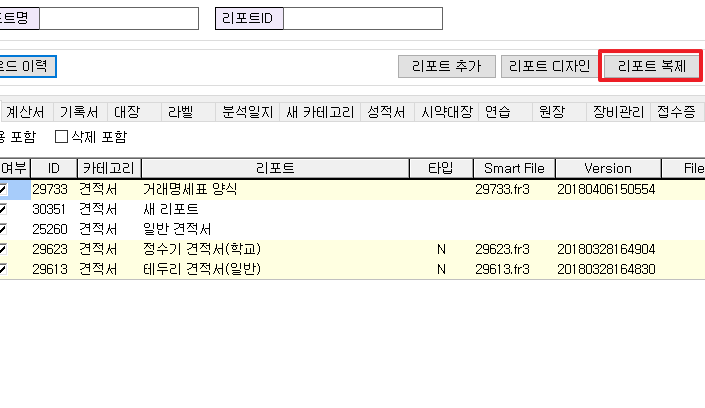 포트명 리포트ID
로드 이력 리포트 추가 리포트 디자인 리포트 복제
계산서 기록서 대장 라벨 분석일지 새 카테고리 성적서 시약대장 연습 원장 장비관리 접수증
용 포함 삭제 포함
여부 ID 카테고리 리포트 타입 Smart File Version File
29733 견적서 거래명세표 양식 29733.fr3 20180406150554
30351 견적서 새 리포트
25260 견적서 일반 견적서
29623 견적서 정수기 견적서(학교) N 29623.fr3 20180328164904
29613 견적서 테두리 견적서(일반) N 29613.fr3 20180328164830